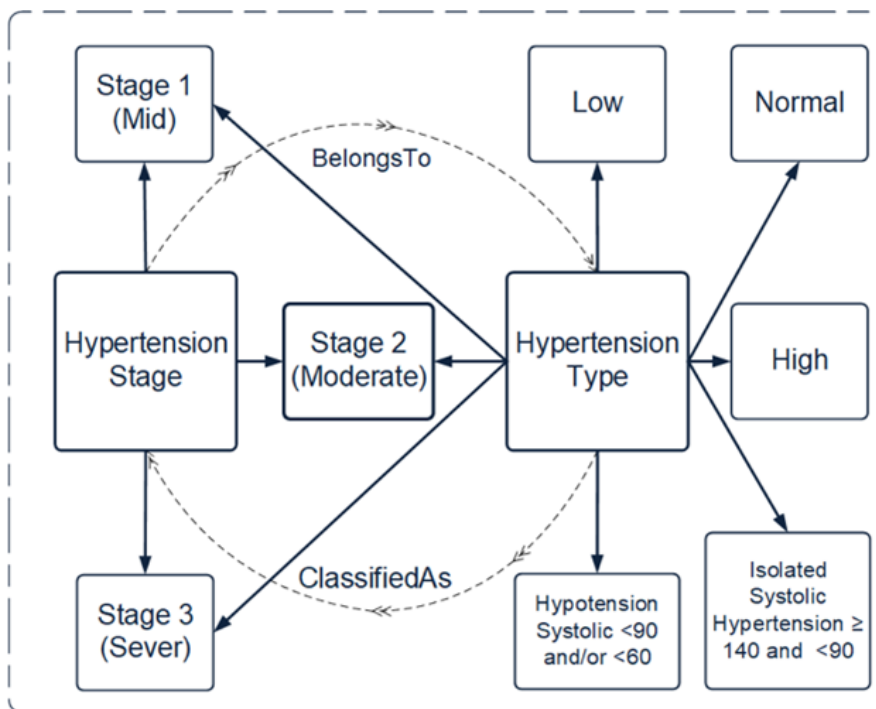 Stage 1
(Mid)
Low
Normal
BelongsTo
Hypertension
Stage
Stage 2
(Moderate)
Hypertension
Type
High
ClassifiedAs
Stage 3
(Sever)
Hypotension
Systolic <90
and/or <60
Isolated
Systolic
Hypertension ≥
140 and <90